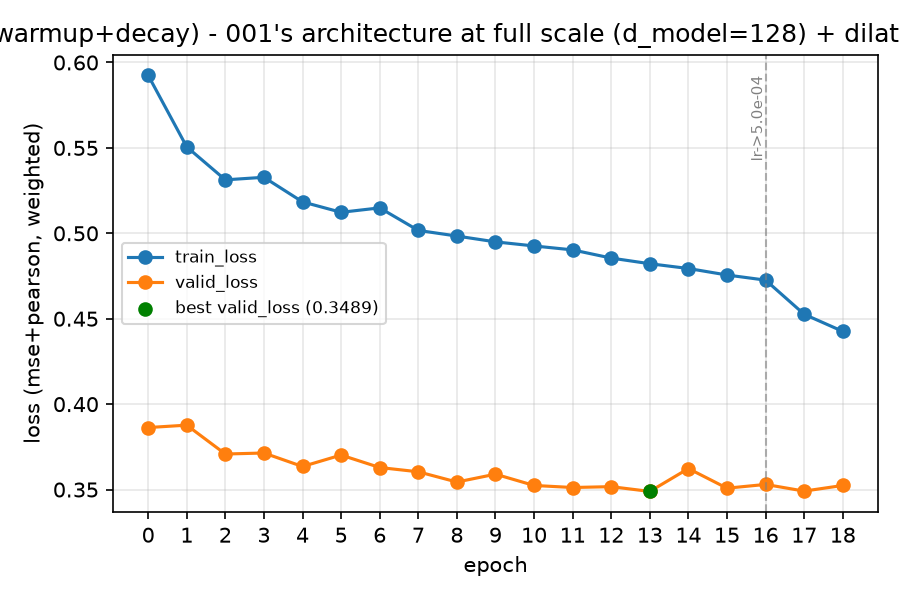 warmup+decay) - 001's architecture at full scale (d_model=128) + dilat
loss (mse+pearson, weighted)
0.60
0.55
0.50
0.45
0.40
0.35
lr->5.0e-04
train_loss
valid_loss
best valid_loss (0.3489)
0 1 2 3 4 5 6 7 8 9 10 11 12 13 14 15 16 17 18
epoch